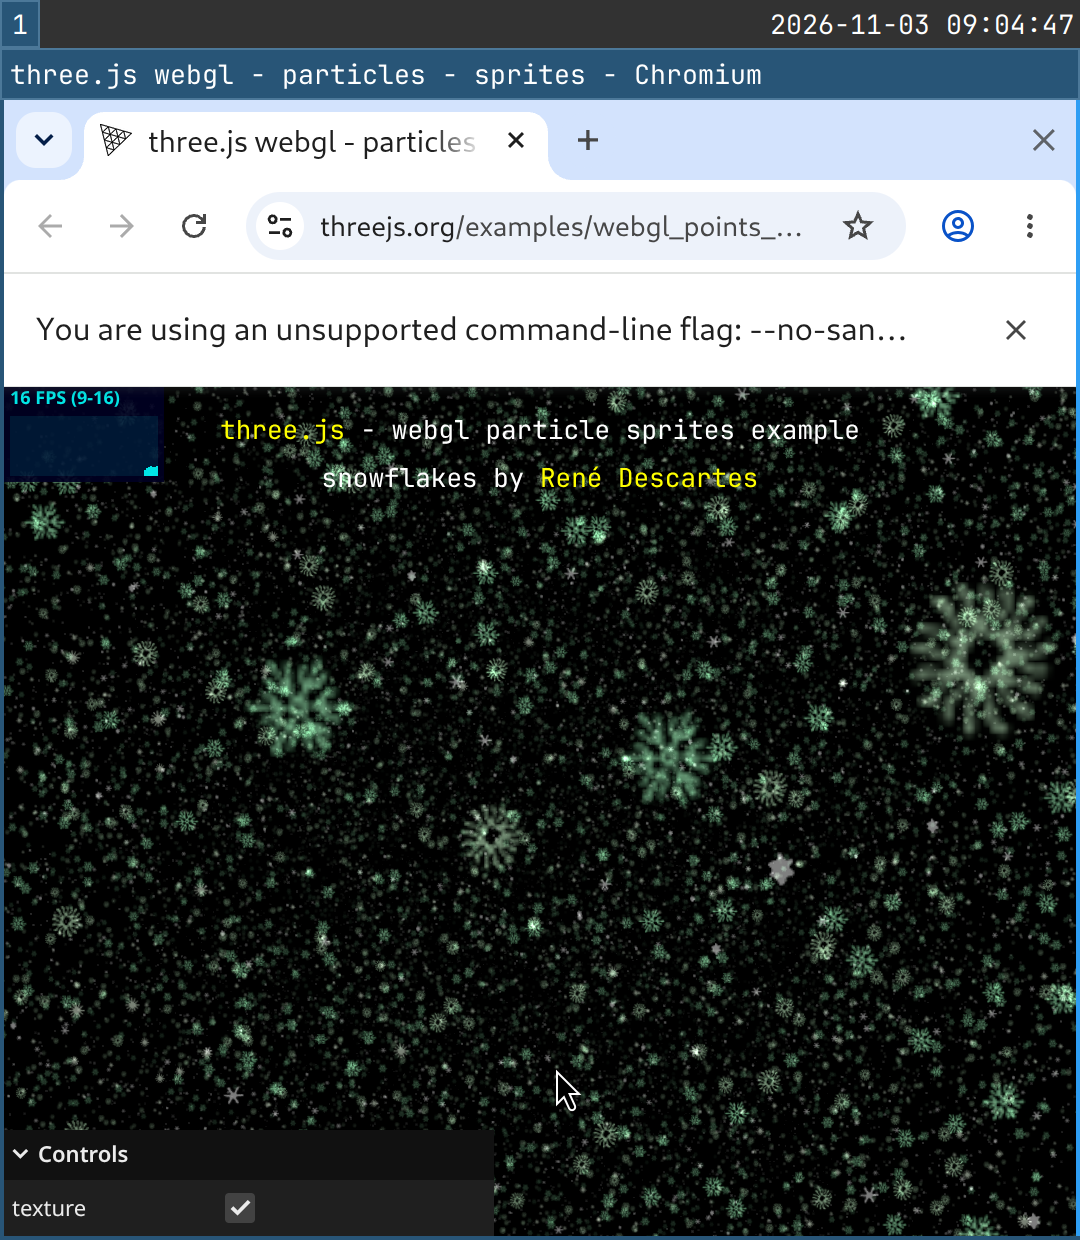 1
2026-11-03 09:04:47
three.js webgl - particles - sprites - Chromium
three.js webgl - particles
threejs.org/examples/webgl_points_...
You are using an unsupported command-line flag: --no-san...
16 FPS (9-16)
three.js - webgl particle sprites example
snowflakes by René Descartes
Controls
texture